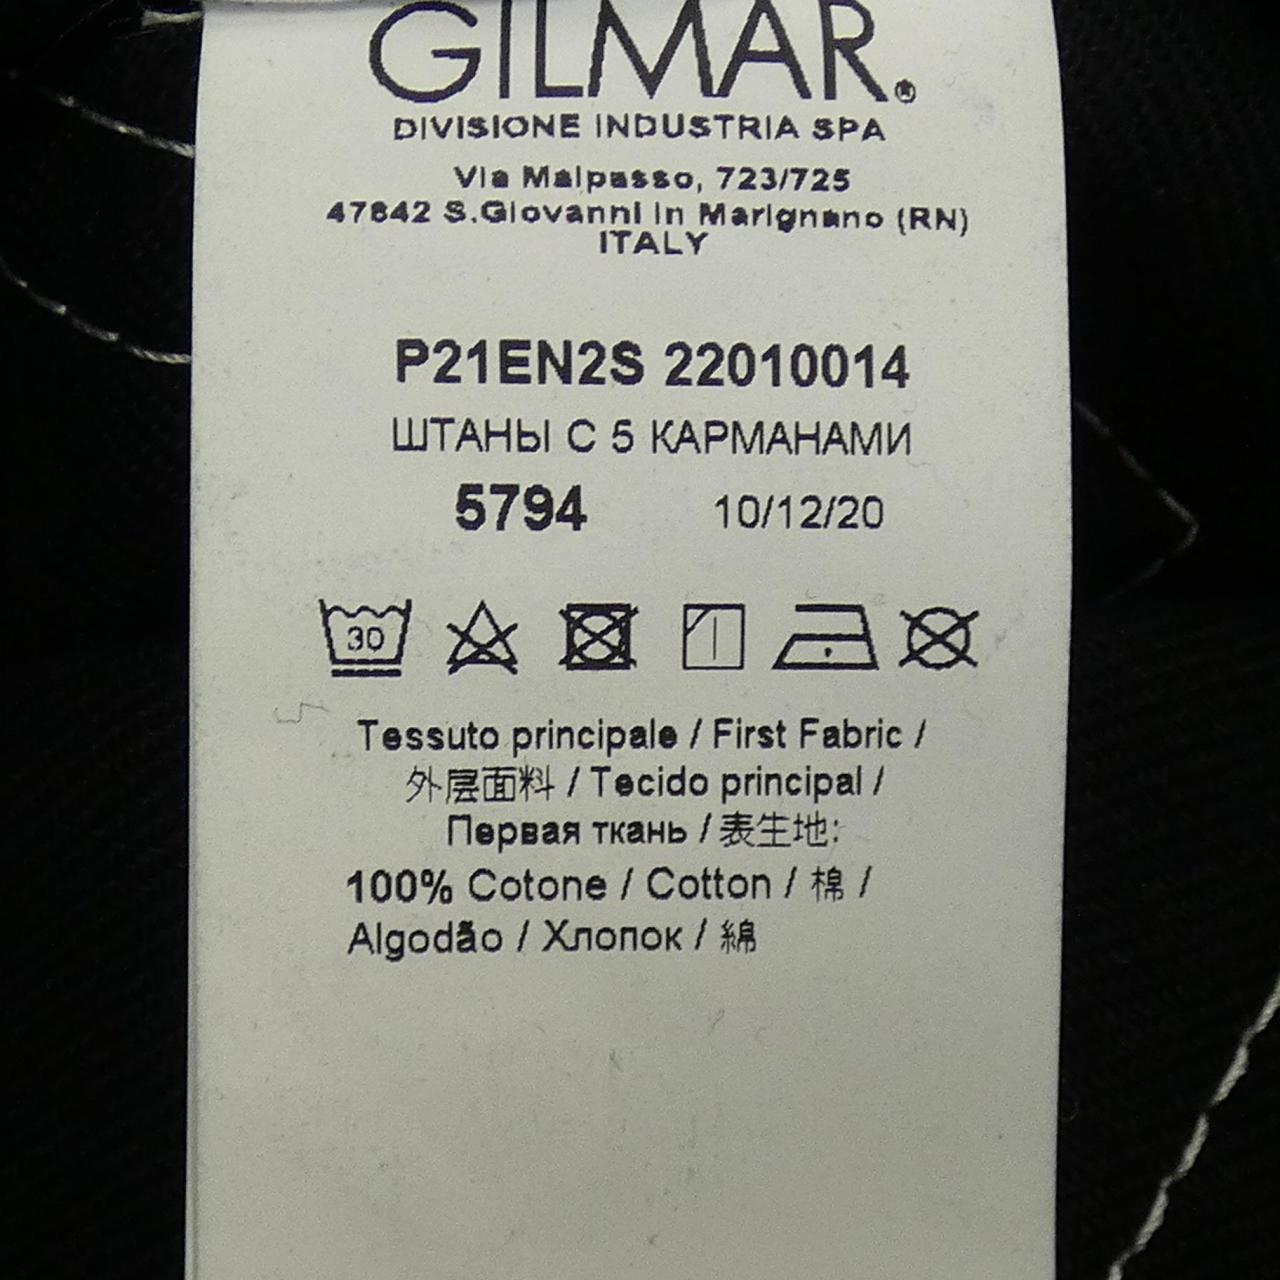 GILMAR®
DIVISIONE INDUSTRIA SPA
Via Malpasso, 723/725
47842 S.Giovanni in Marignano (RN)
ITALY
P21EN2S 22010014
ШТАНЫ С 5 КАРМАНАМИ
5794 10/12/20
30
Tessuto principale / First Fabric /
外层面料 / Tecido principal /
Первая ткань / 表生地:
100% Cotone / Cotton / 棉 /
Algodão / Хлопок / 綿